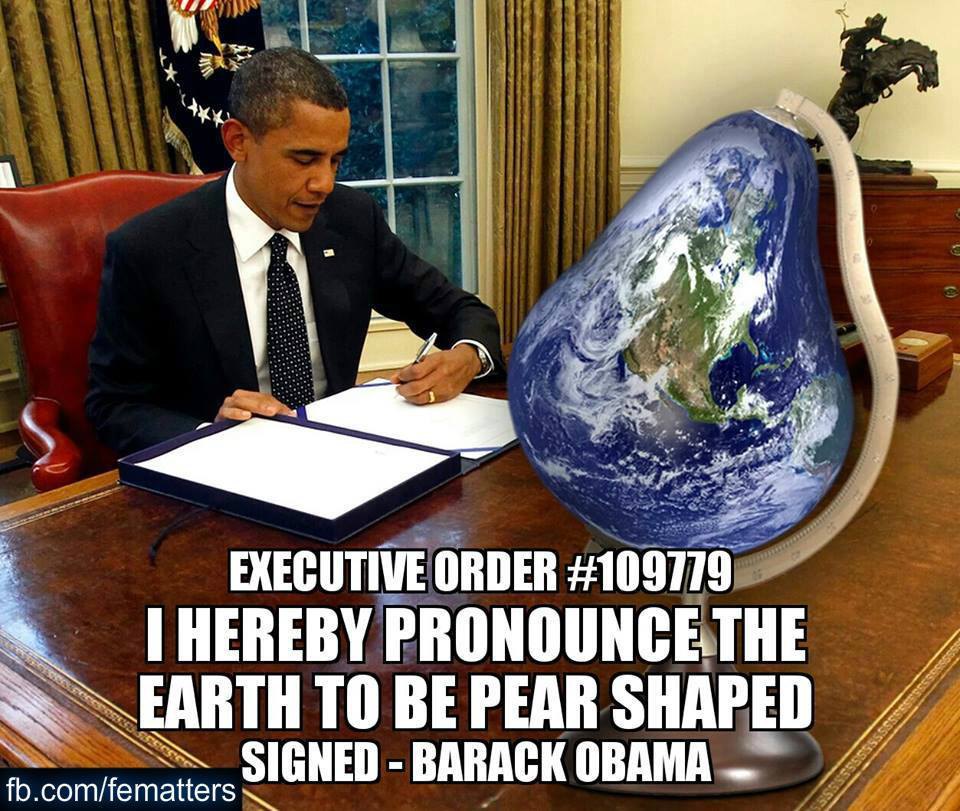 EXECUTIVE ORDER #109779
I HEREBY PRONOUNCE THE
EARTH TO BE PEAR SHAPED
SIGNED - BARACK OBAMA
fb.com/fematters